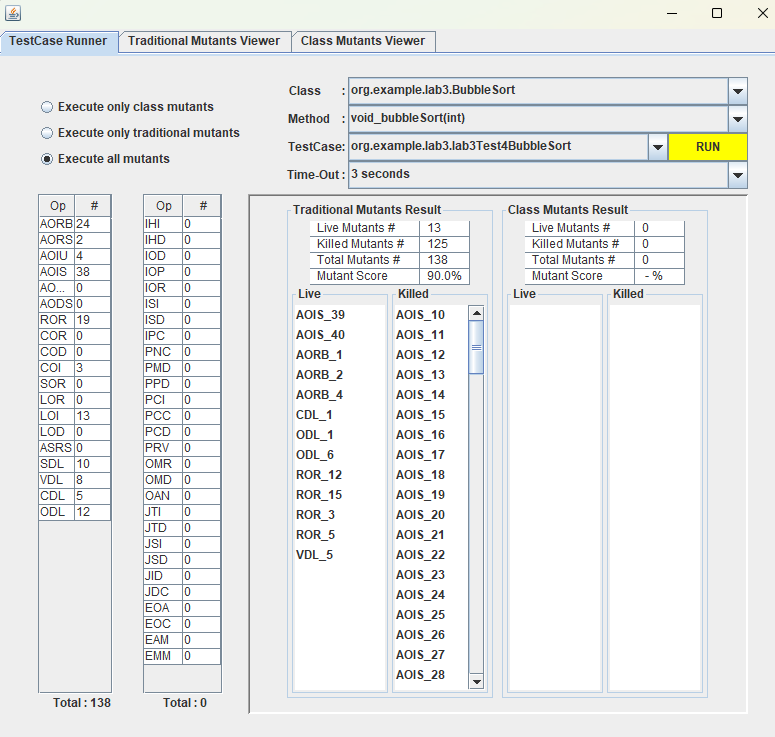 TestCase Runner Traditional Mutants Viewer Class Mutants Viewer
Execute only class mutants
Execute only traditional mutants
Execute all mutants
Class : org.example.lab3.BubbleSort
Method : void_bubbleSort(int)
TestCase: org.example.lab3.lab3Test4BubbleSort RUN
Time-Out : 3 seconds
Op #
AORB 24
AORS 2
AOIU 4
AOIS 38
AO... 0
AODS 0
ROR 19
COR 0
COD 0
COI 3
SOR 0
LOR 0
LOI 13
LOD 0
ASRS 0
SDL 10
VDL 8
CDL 5
ODL 12
Total : 138
Op #
IHI 0
IHD 0
IOD 0
IOP 0
IOR 0
ISI 0
ISD 0
IPC 0
PNC 0
PMD 0
PPD 0
PCI 0
PCC 0
PCD 0
PRV 0
OMR 0
OMD 0
OAN 0
JTI 0
JTD 0
JSI 0
JSD 0
JID 0
JDC 0
EOA 0
EOC 0
EAM 0
EMM 0
Total : 0
Traditional Mutants Result
Live Mutants # 13
Killed Mutants # 125
Total Mutants # 138
Mutant Score 90.0%
Live
AOIS_39
AOIS_40
AORB_1
AORB_2
AORB_4
CDL_1
ODL_1
ODL_6
ROR_12
ROR_15
ROR_3
ROR_5
VDL_5
Killed
AOIS_10
AOIS_11
AOIS_12
AOIS_13
AOIS_14
AOIS_15
AOIS_16
AOIS_17
AOIS_18
AOIS_19
AOIS_20
AOIS_21
AOIS_22
AOIS_23
AOIS_24
AOIS_25
AOIS_26
AOIS_27
AOIS_28
Class Mutants Result
Live Mutants # 0
Killed Mutants # 0
Total Mutants # 0
Mutant Score - %
Live
Killed